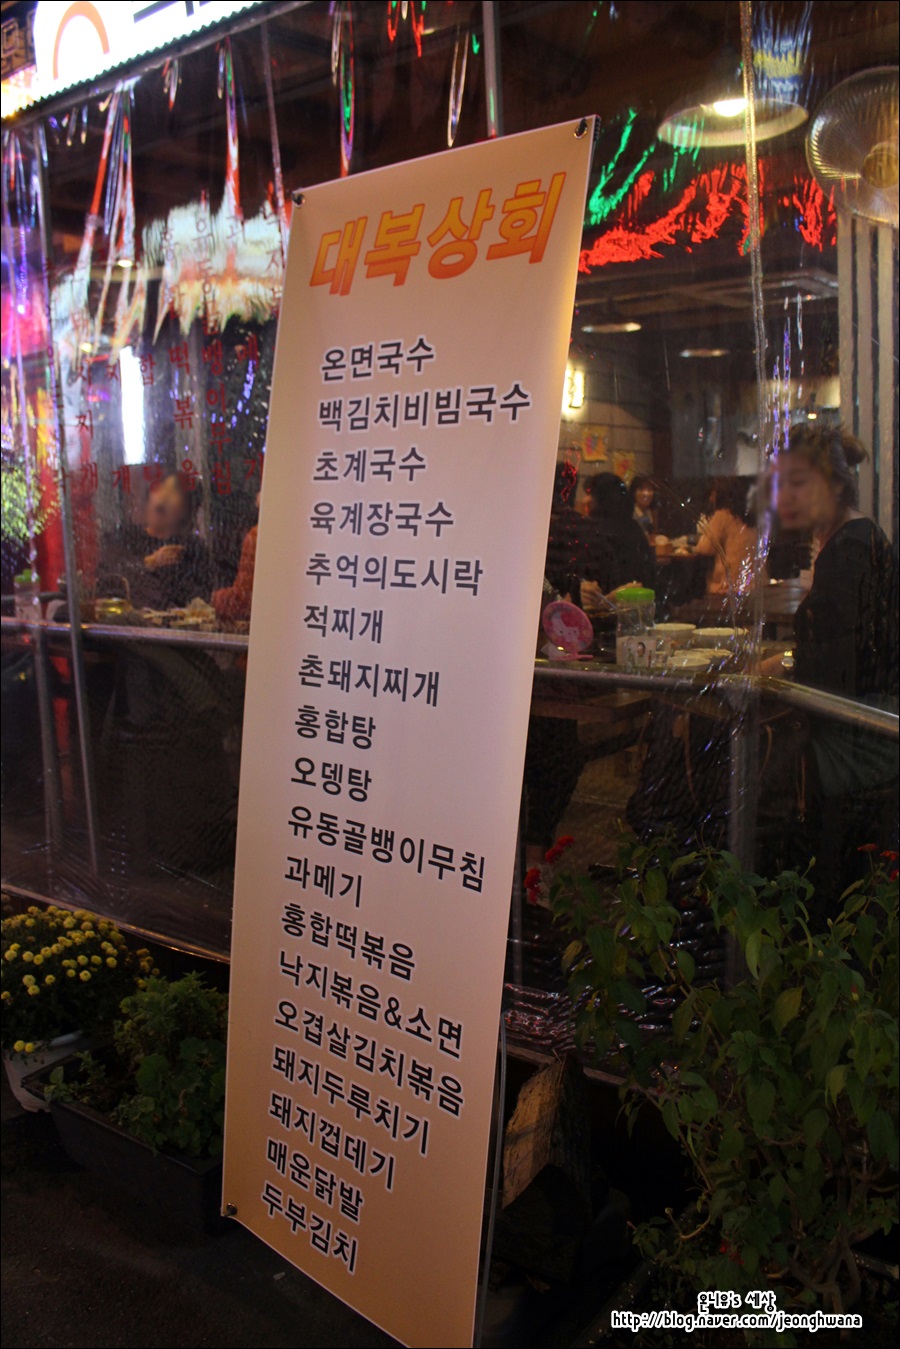 대복상회
온면국수
백김치비빔국수
초계국수
육계장국수
추억의도시락
적찌개
촌돼지찌개
홍합탕
오뎅탕
유동골뱅이무침
과메기
홍합떡볶음
낙지볶음&소면
오겹살김치볶음
돼지두루치기
돼지껍데기
매운닭발
두부김치
온니유's 세상
http://blog.naver.com/jeonghwana